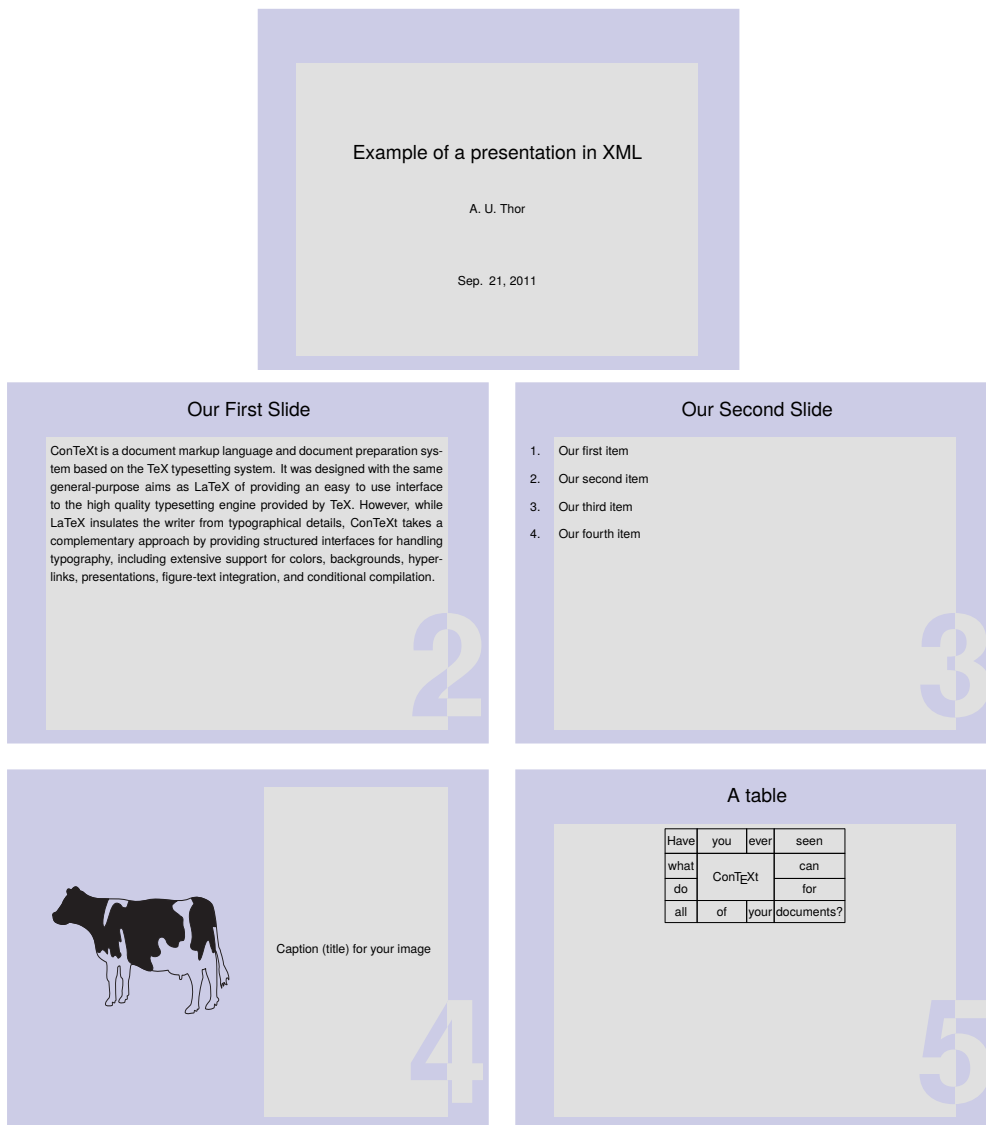 Example of a presentation in XML
A. U. Thor
Sep. 21, 2011
Our First Slide
ConTeXt is a document markup language and document preparation sys-
tem based on the TeX typesetting system. It was designed with the same
general-purpose aims as LaTeX of providing an easy to use interface
to the high quality typesetting engine provided by TeX. However, while
LaTeX insulates the writer from typographical details, ConTeXt takes a
complementary approach by providing structured interfaces for handling
typography, including extensive support for colors, backgrounds, hyper-
links, presentations, figure-text integration, and conditional compilation.
2
Our Second Slide
1. Our first item
2. Our second item
3. Our third item
4. Our fourth item
3
Caption (title) for your image
4
A table
Have you ever seen
what ConTEXt can
do for
all of your documents?
5